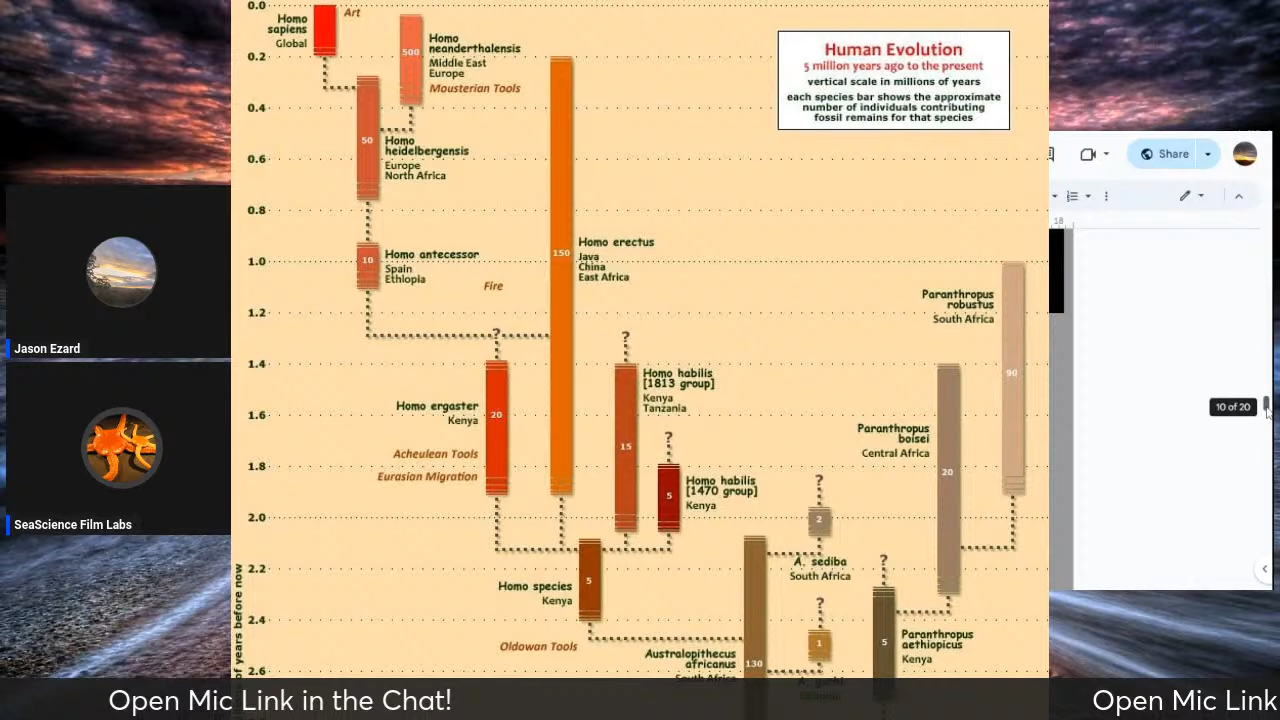 0.0
Homo
sapiens
Global
Art
500
Homo
neanderthalensis
Middle East
Europe
Mousterian Tools
0.2
0.4
50
Homo
heidelbergensis
Europe
North Africa
0.6
0.8
10
Homo antecessor
Spain
Ethiopia
Fire
1.0
150
Homo erectus
Java
China
East Africa
1.2
?
1.4
Homo ergaster
Kenya
20
Acheulean Tools
Eurasian Migration
?
Homo habilis
[1813 group]
Kenya
Tanzania
15
1.6
?
5
Homo habilis
[1470 group]
Kenya
1.8
2.0
Homo species
Kenya
5
2.2
2.4
Oldowan Tools
2.6
of years before now
Australopithecus
africanus
South Africa
130
?
2
A. sediba
South Africa
?
1
?
5
Paranthropus
aethiopicus
Kenya
Paranthropus
boisei
Central Africa
20
Paranthropus
robustus
South Africa
90
Human Evolution
5 million years ago to the present
vertical scale in millions of years
each species bar shows the approximate
number of individuals contributing
fossil remains for that species
Share
18
10 of 20
Jason Ezard
SeaScience Film Labs
Open Mic Link in the Chat!
Open Mic Link